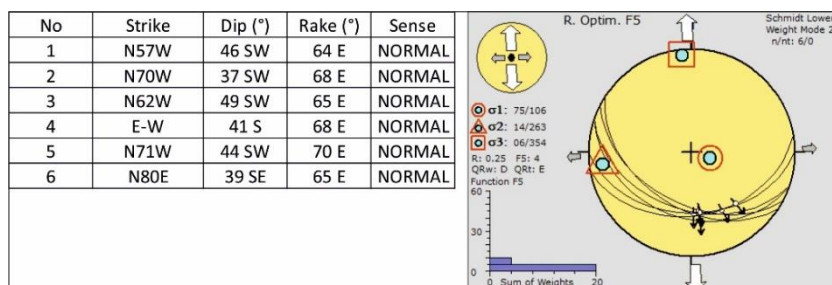 No Strike Dip (°) Rake (°) Sense
1 N57W 46 SW 64 E NORMAL
2 N70W 37 SW 68 E NORMAL
3 N62W 49 SW 65 E NORMAL
4 E-W 41 S 68 E NORMAL
5 N71W 44 SW 70 E NORMAL
6 N80E 39 SE 65 E NORMAL
R. Optim. F5
Schmidt Lower
Weight Mode 2
n/nt: 6/0
σ1: 75/106
σ2: 14/263
σ3: 06/354
R: 0.25 F5: 4
QRw: D QRt: E
Function F5
60
30
0
0 Sum of Weights 20